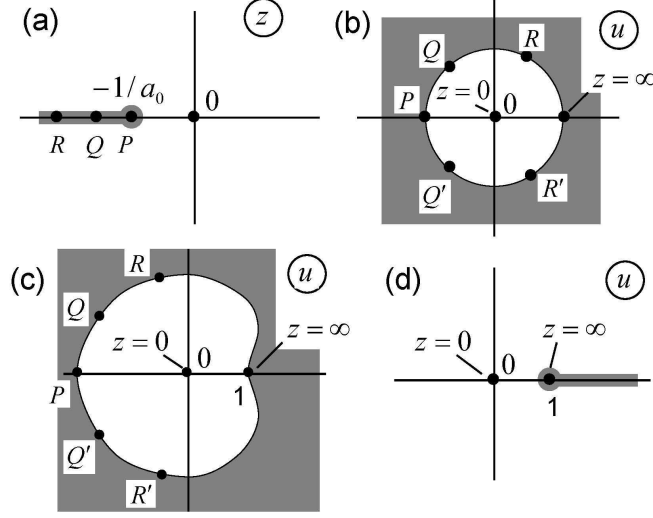 (a)
z
−1/a₀
0
R Q P
(b)
u
Q
R
P
z = 0
0
z = ∞
Q′
R′
(c)
u
R
Q
z = 0
0
z = ∞
P
1
Q′
R′
(d)
u
z = 0
0
z = ∞
1